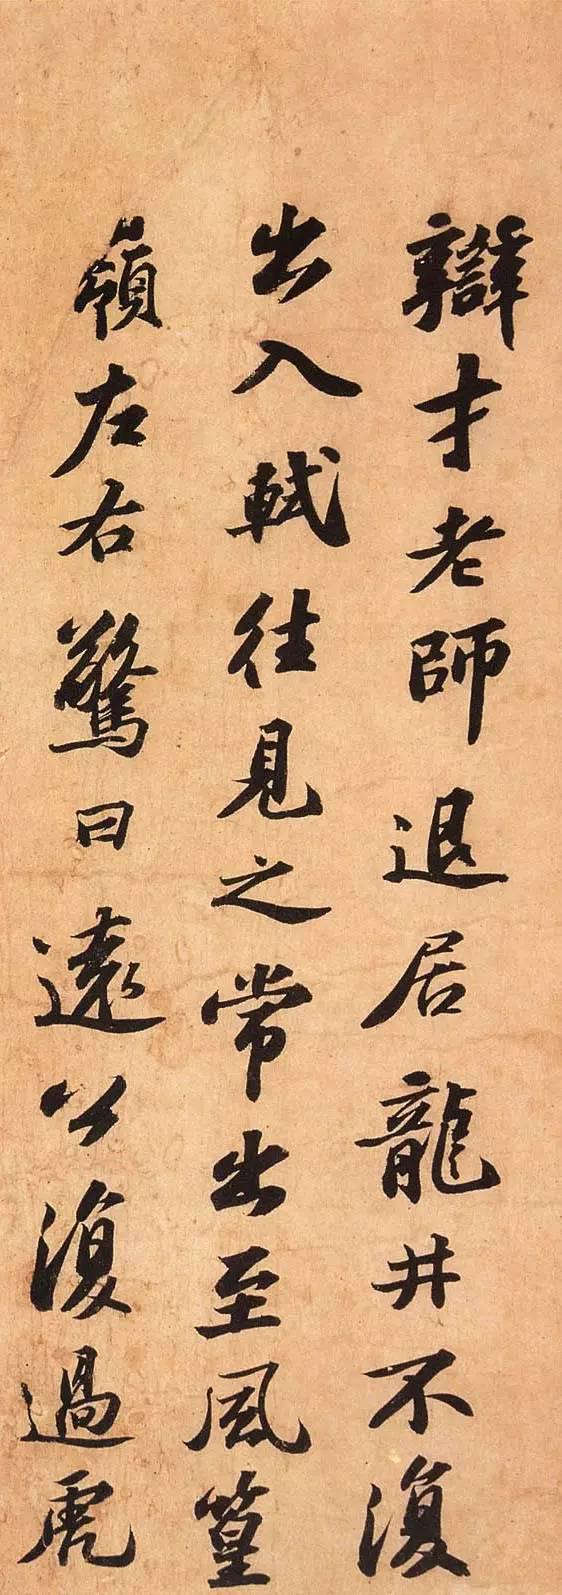 辯才老師退居龍井不復
出入軾往見之常出至風篁
嶺左右驚曰遠公復過虎